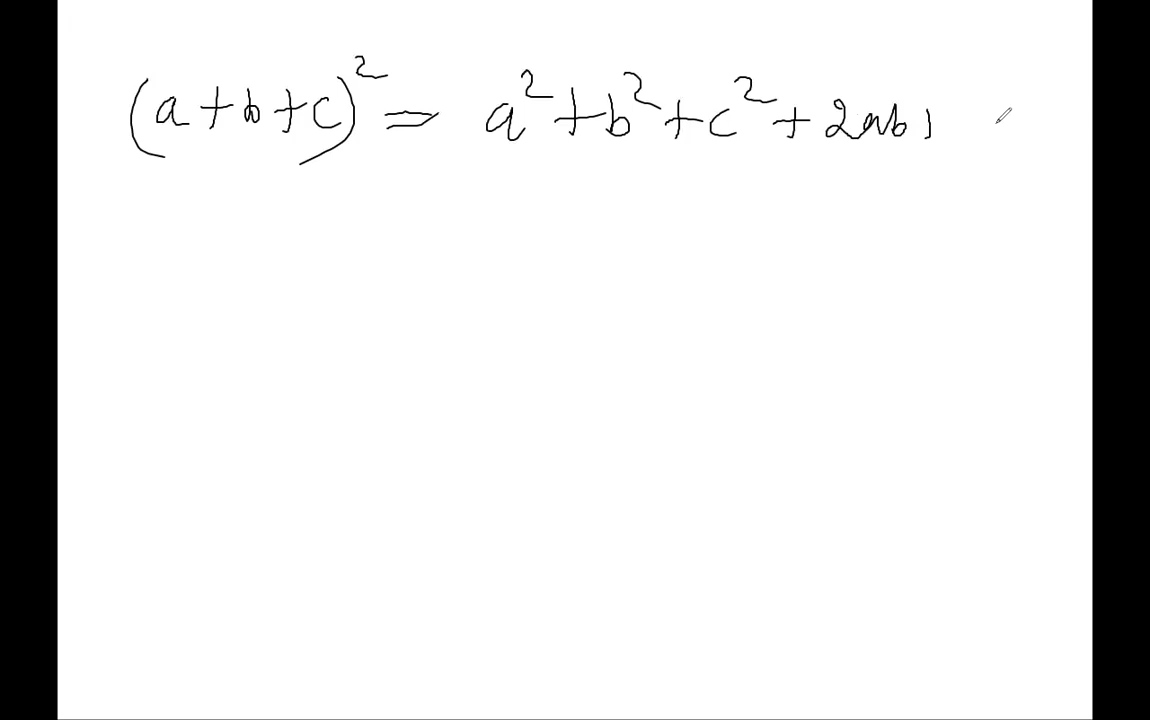 (a+b+c)² = a²+b²+c²+2ab